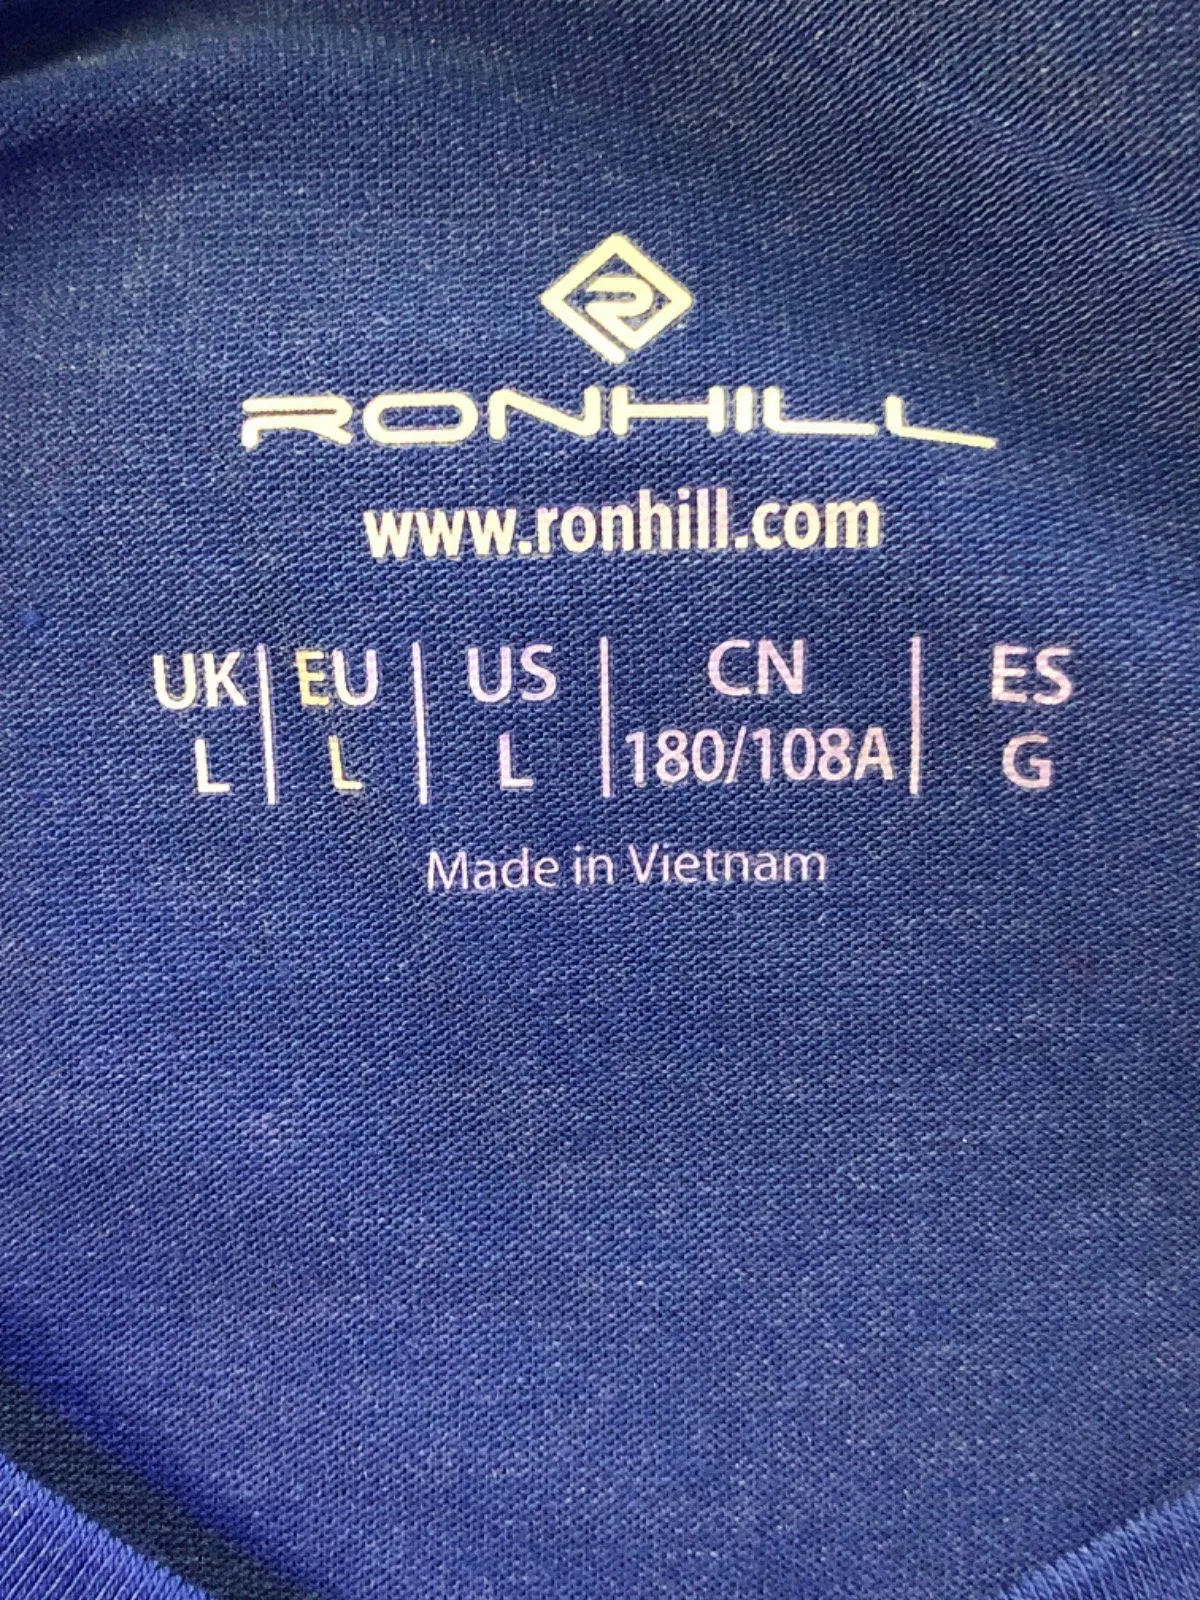 RONHILL
www.ronhill.com
UK EU US CN ES
L L L 180/108A G
Made in Vietnam